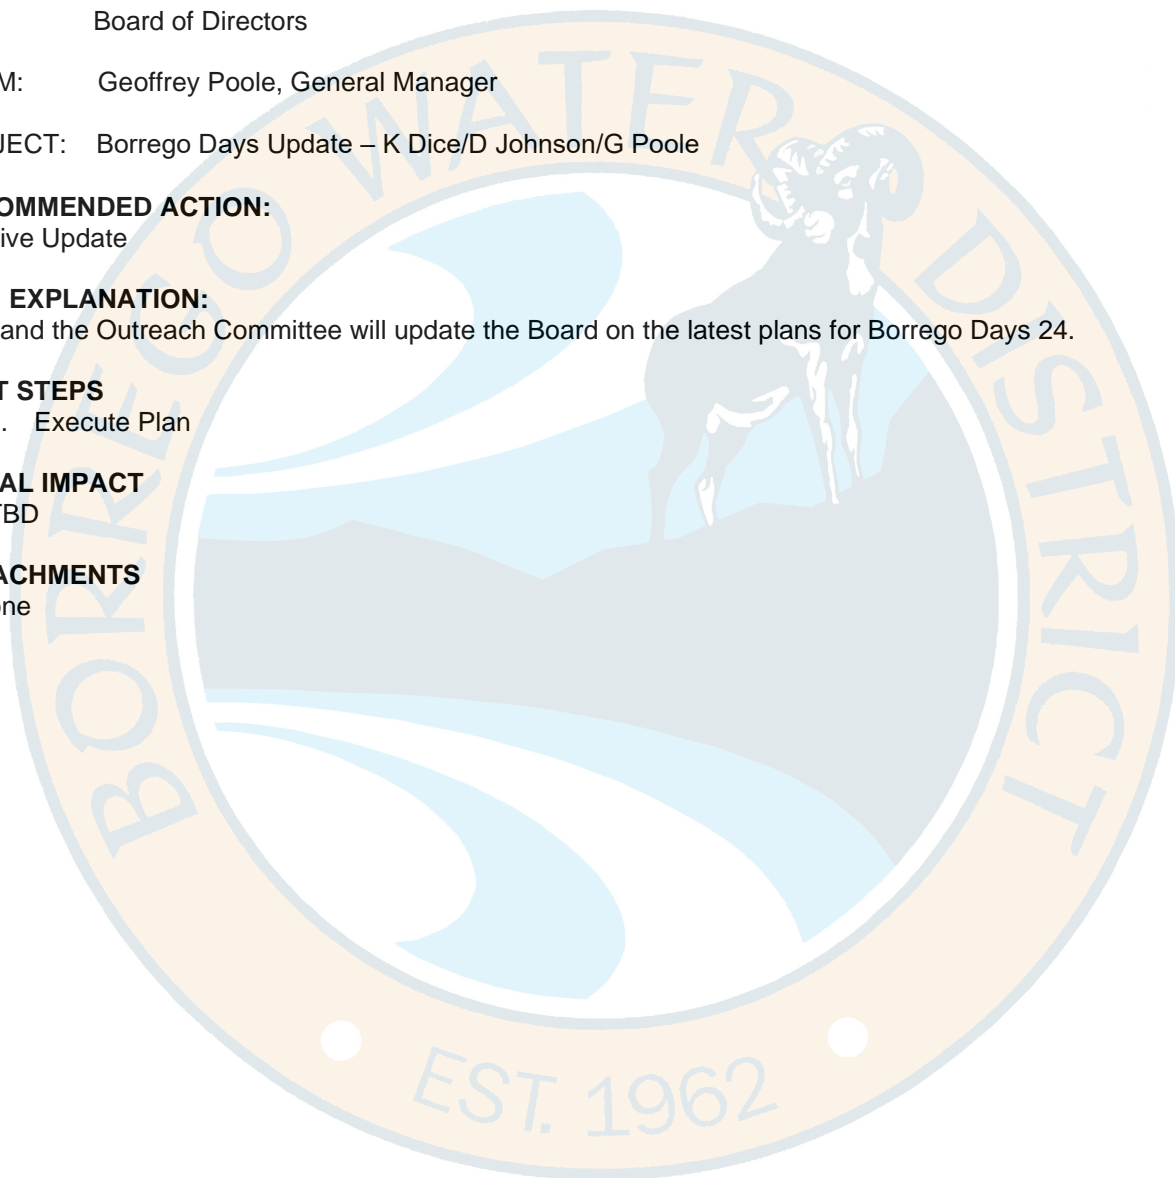 Board of Directors
M: Geoffrey Poole, General Manager
JECT: Borrego Days Update – K Dice/D Johnson/G Poole
OMMENDED ACTION:
ive Update
EXPLANATION:
and the Outreach Committee will update the Board on the latest plans for Borrego Days 24.
T STEPS
. Execute Plan
AL IMPACT
TBD
ACHMENTS
one
BORREGO WATER DISTRICT
EST. 1962